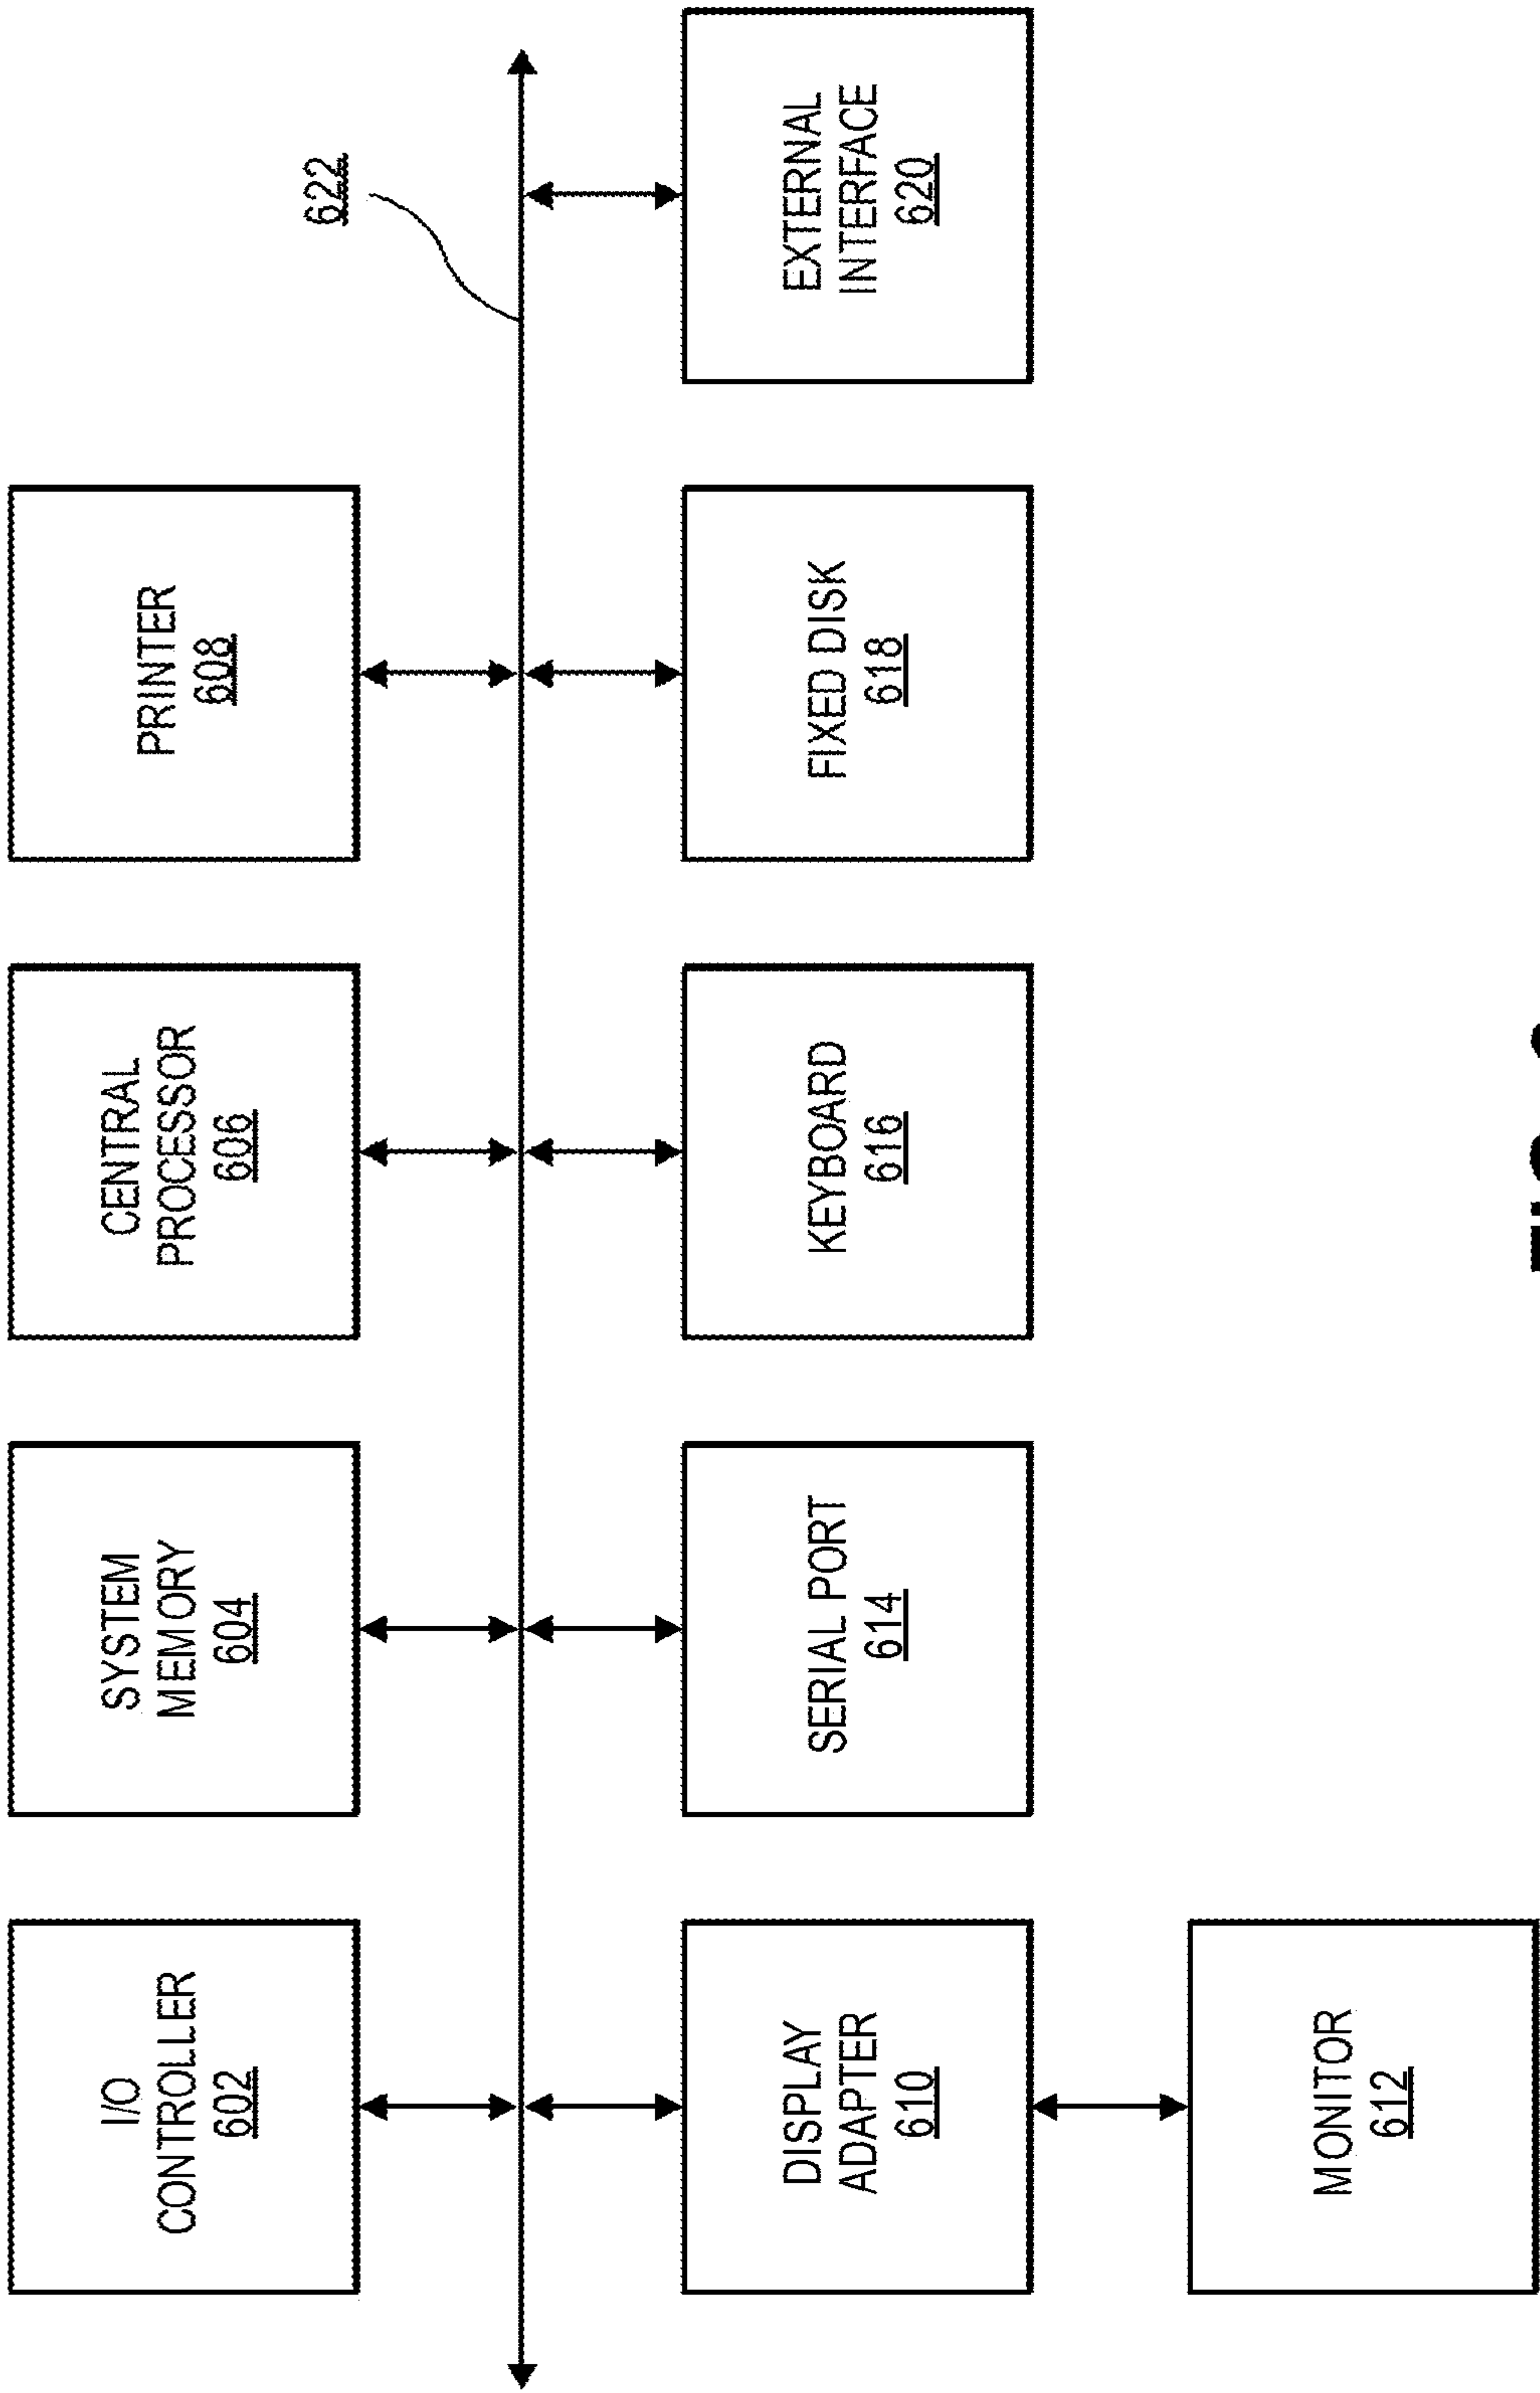 I/O
CONTROLLER
602
SYSTEM
MEMORY
604
CENTRAL
PROCESSOR
606
PRINTER
608
622
DISPLAY
ADAPTER
610
SERIAL PORT
614
KEYBOARD
616
FIXED DISK
618
EXTERNAL
INTERFACE
620
MONITOR
612